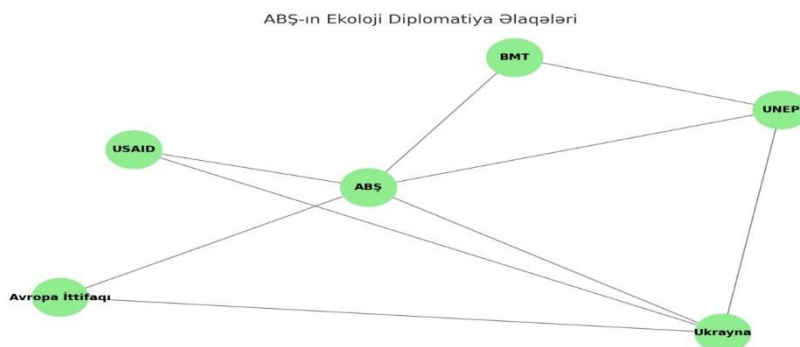 ABŞ-ın Ekoloji Diplomatiya Əlaqələri
BMT
UNEP
USAID
ABŞ
Avropa İttifaqı
Ukrayna